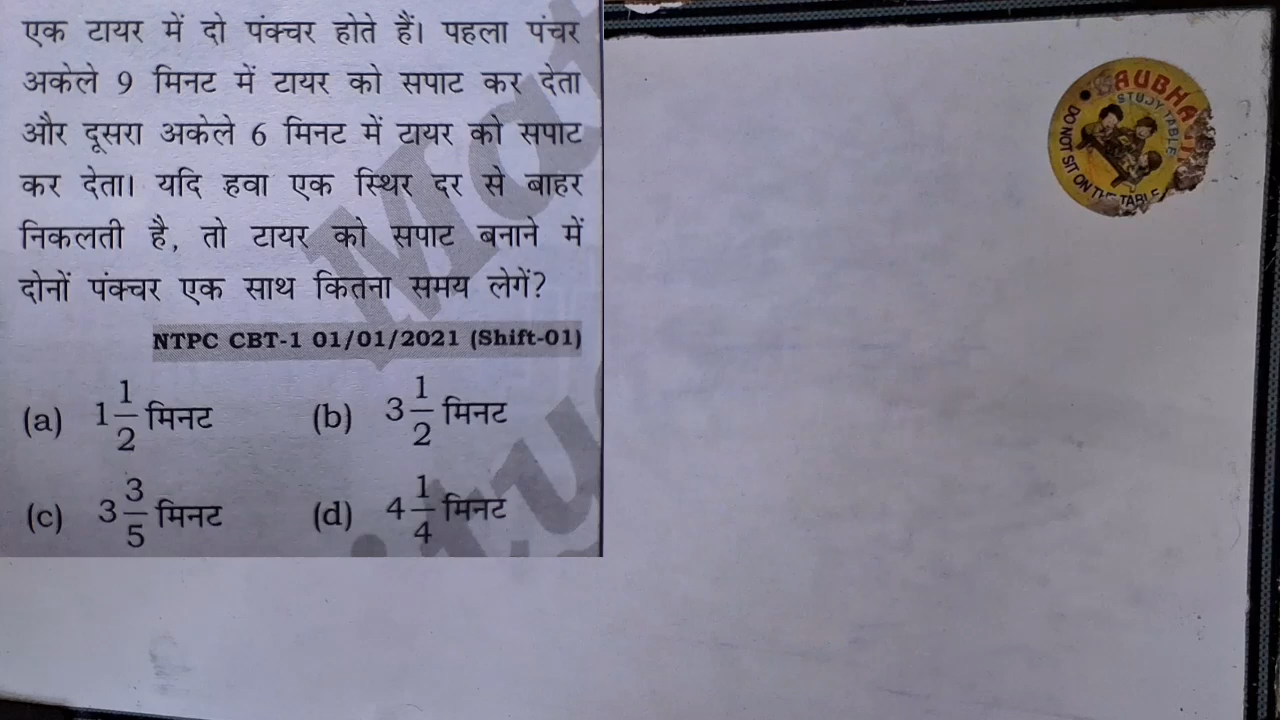 एक टायर में दो पंक्चर होते हैं। पहला पंचर
अकेले 9 मिनट में टायर को सपाट कर देता
और दूसरा अकेले 6 मिनट में टायर को सपाट
कर देता। यदि हवा एक स्थिर दर से बाहर
निकलती है, तो टायर को सपाट बनाने में
दोनों पंक्चर एक साथ कितना समय लेगें?
NTPC CBT-1 01/01/2021 (Shift-01)
(a) 1 1/2 मिनट (b) 3 1/2 मिनट
(c) 3 3/5 मिनट (d) 4 1/4 मिनट
STUDY TABLE
DO NOT SIT ON THE TABLE